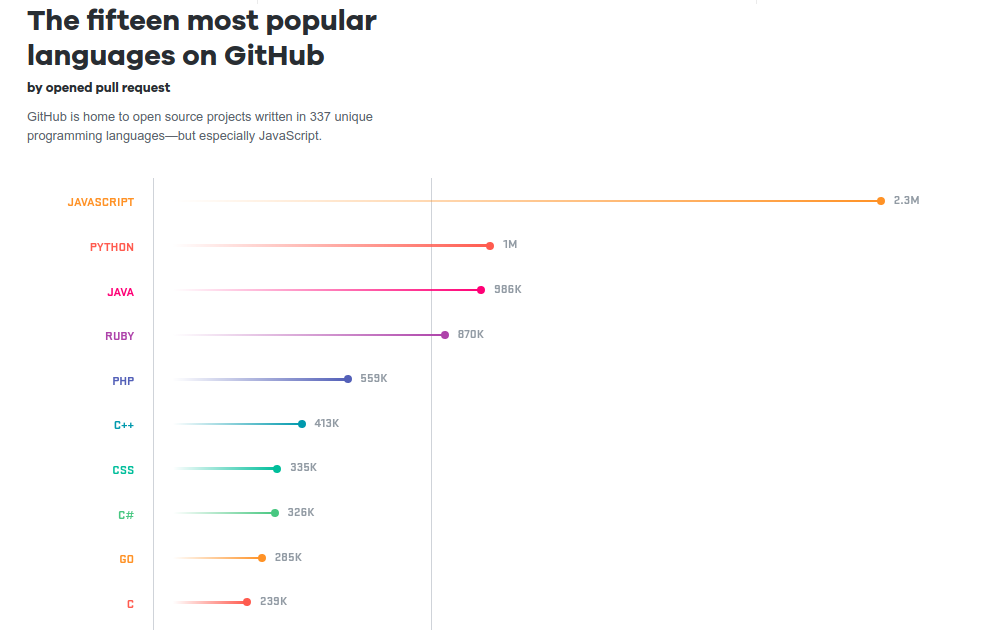 The fifteen most popular
languages on GitHub
by opened pull request
GitHub is home to open source projects written in 337 unique
programming languages—but especially JavaScript.
JAVASCRIPT 2.3M
PYTHON 1M
JAVA 986K
RUBY 870K
PHP 559K
C++ 413K
CSS 335K
C# 326K
GO 285K
C 239K